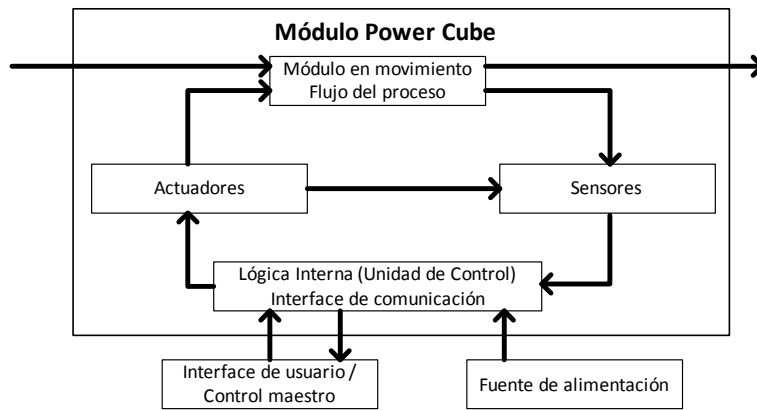 Módulo Power Cube
Módulo en movimiento
Flujo del proceso
Actuadores
Sensores
Lógica Interna (Unidad de Control)
Interface de comunicación
Interface de usuario /
Control maestro
Fuente de alimentación